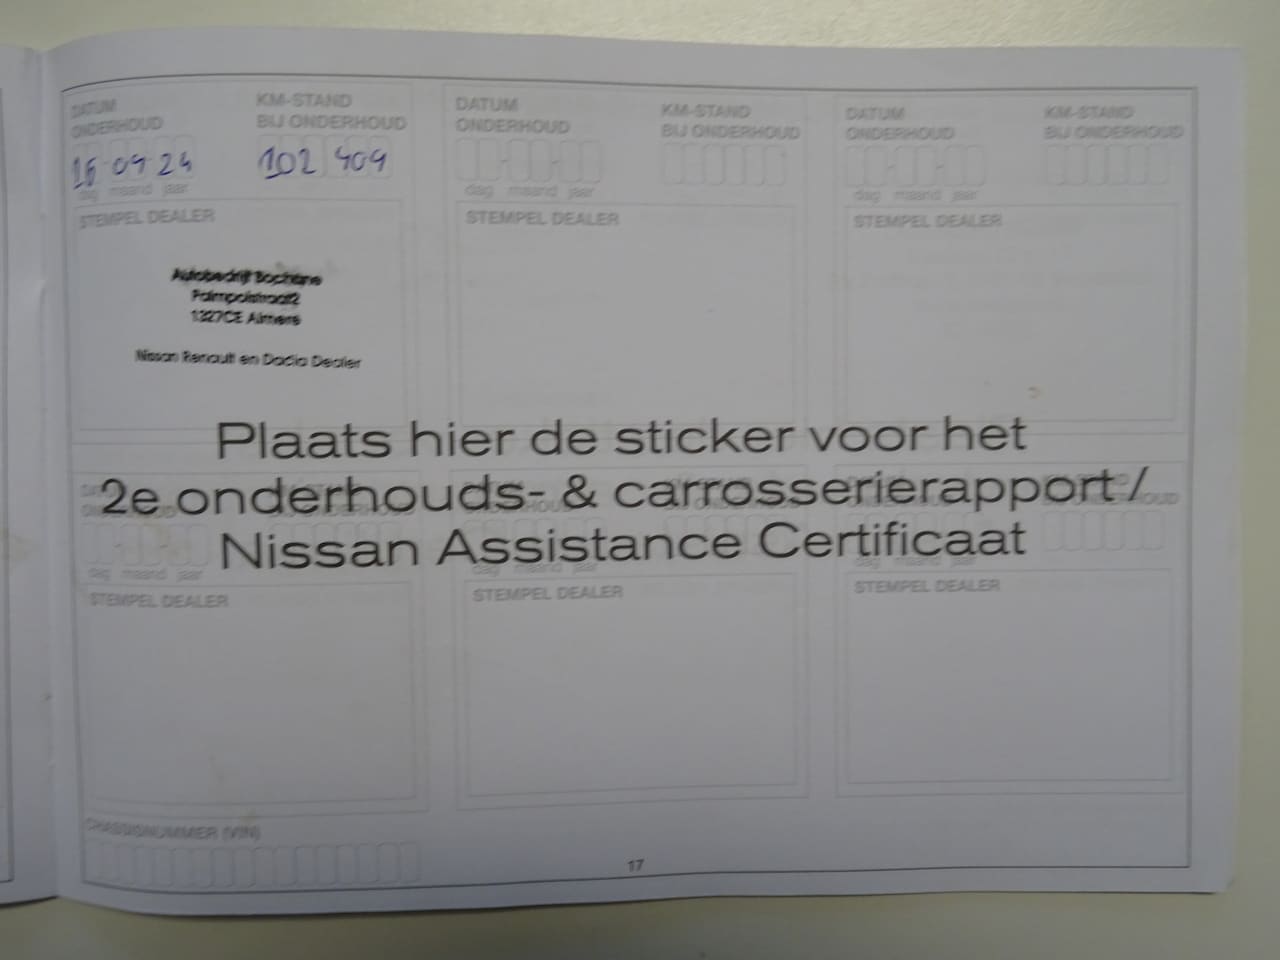 DATUM
ONDERHOUD
KM-STAND
BIJ ONDERHOUD
16 09 24
102 409
dag maand jaar
STEMPEL DEALER
Autobedrijf Bochane
Palmpolstraat2
1327CE Almere
Nissan Renault en Dacia Dealer
DATUM
ONDERHOUD
KM-STAND
BIJ ONDERHOUD
dag maand jaar
STEMPEL DEALER
DATUM
ONDERHOUD
KM-STAND
BIJ ONDERHOUD
dag maand jaar
STEMPEL DEALER
Plaats hier de sticker voor het
2e onderhouds- & carrosserierapport /
Nissan Assistance Certificaat
dag maand jaar
STEMPEL DEALER
dag maand jaar
STEMPEL DEALER
STEMPEL DEALER
CHASSISNUMMER (VIN)
17